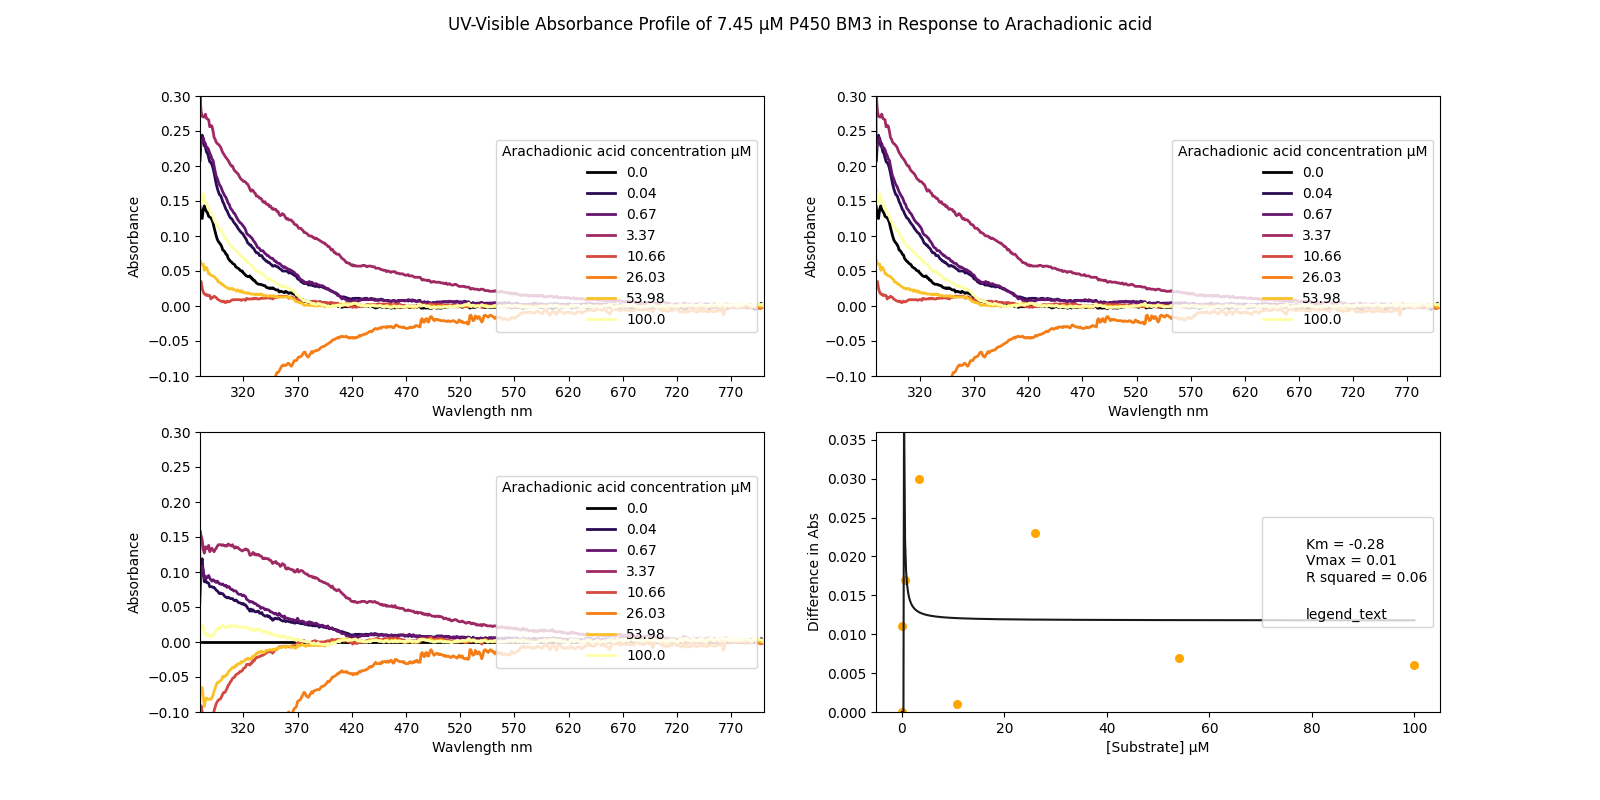 UV-Visible Absorbance Profile of 7.45 μM P450 BM3 in Response to Arachadionic acid
0.30
0.25
0.20
0.15
0.10
0.05
0.00
−0.05
−0.10
Absorbance
320 370 420 470 520 570 620 670 720 770
Wavlength nm
Arachadionic acid concentration μM
0.0
0.04
0.67
3.37
10.66
26.03
53.98
100.0
0.30
0.25
0.20
0.15
0.10
0.05
0.00
−0.05
−0.10
Absorbance
320 370 420 470 520 570 620 670 720 770
Wavlength nm
Arachadionic acid concentration μM
0.0
0.04
0.67
3.37
10.66
26.03
53.98
100.0
0.30
0.25
0.20
0.15
0.10
0.05
0.00
−0.05
−0.10
Absorbance
320 370 420 470 520 570 620 670 720 770
Wavlength nm
Arachadionic acid concentration μM
0.0
0.04
0.67
3.37
10.66
26.03
53.98
100.0
0.035
0.030
0.025
0.020
0.015
0.010
0.005
0.000
Difference in Abs
0 20 40 60 80 100
[Substrate] μM
Km = -0.28
Vmax = 0.01
R squared = 0.06
legend_text